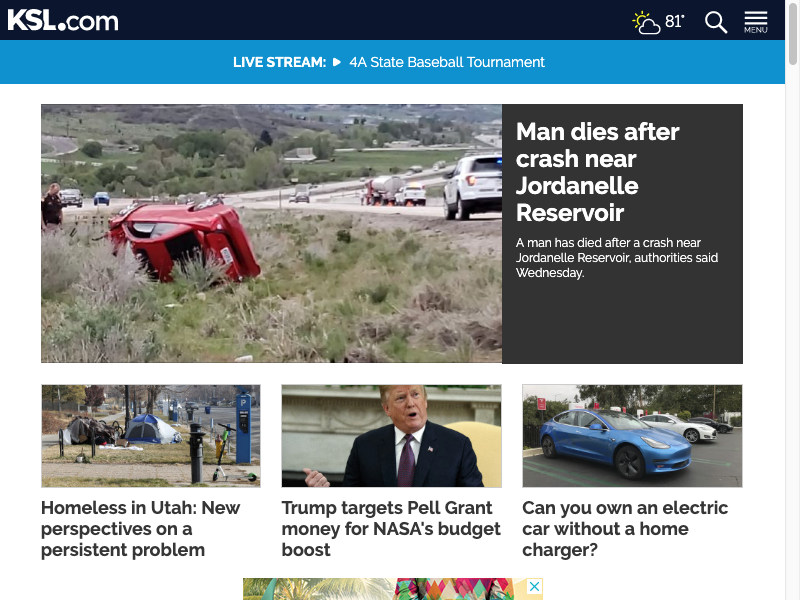 KSL.com
81°
MENU
LIVE STREAM: 4A State Baseball Tournament
Man dies after
crash near
Jordanelle
Reservoir
A man has died after a crash near
Jordanelle Reservoir, authorities said
Wednesday.
P
Homeless in Utah: New
perspectives on a
persistent problem
Trump targets Pell Grant
money for NASA's budget
boost
Can you own an electric
car without a home
charger?